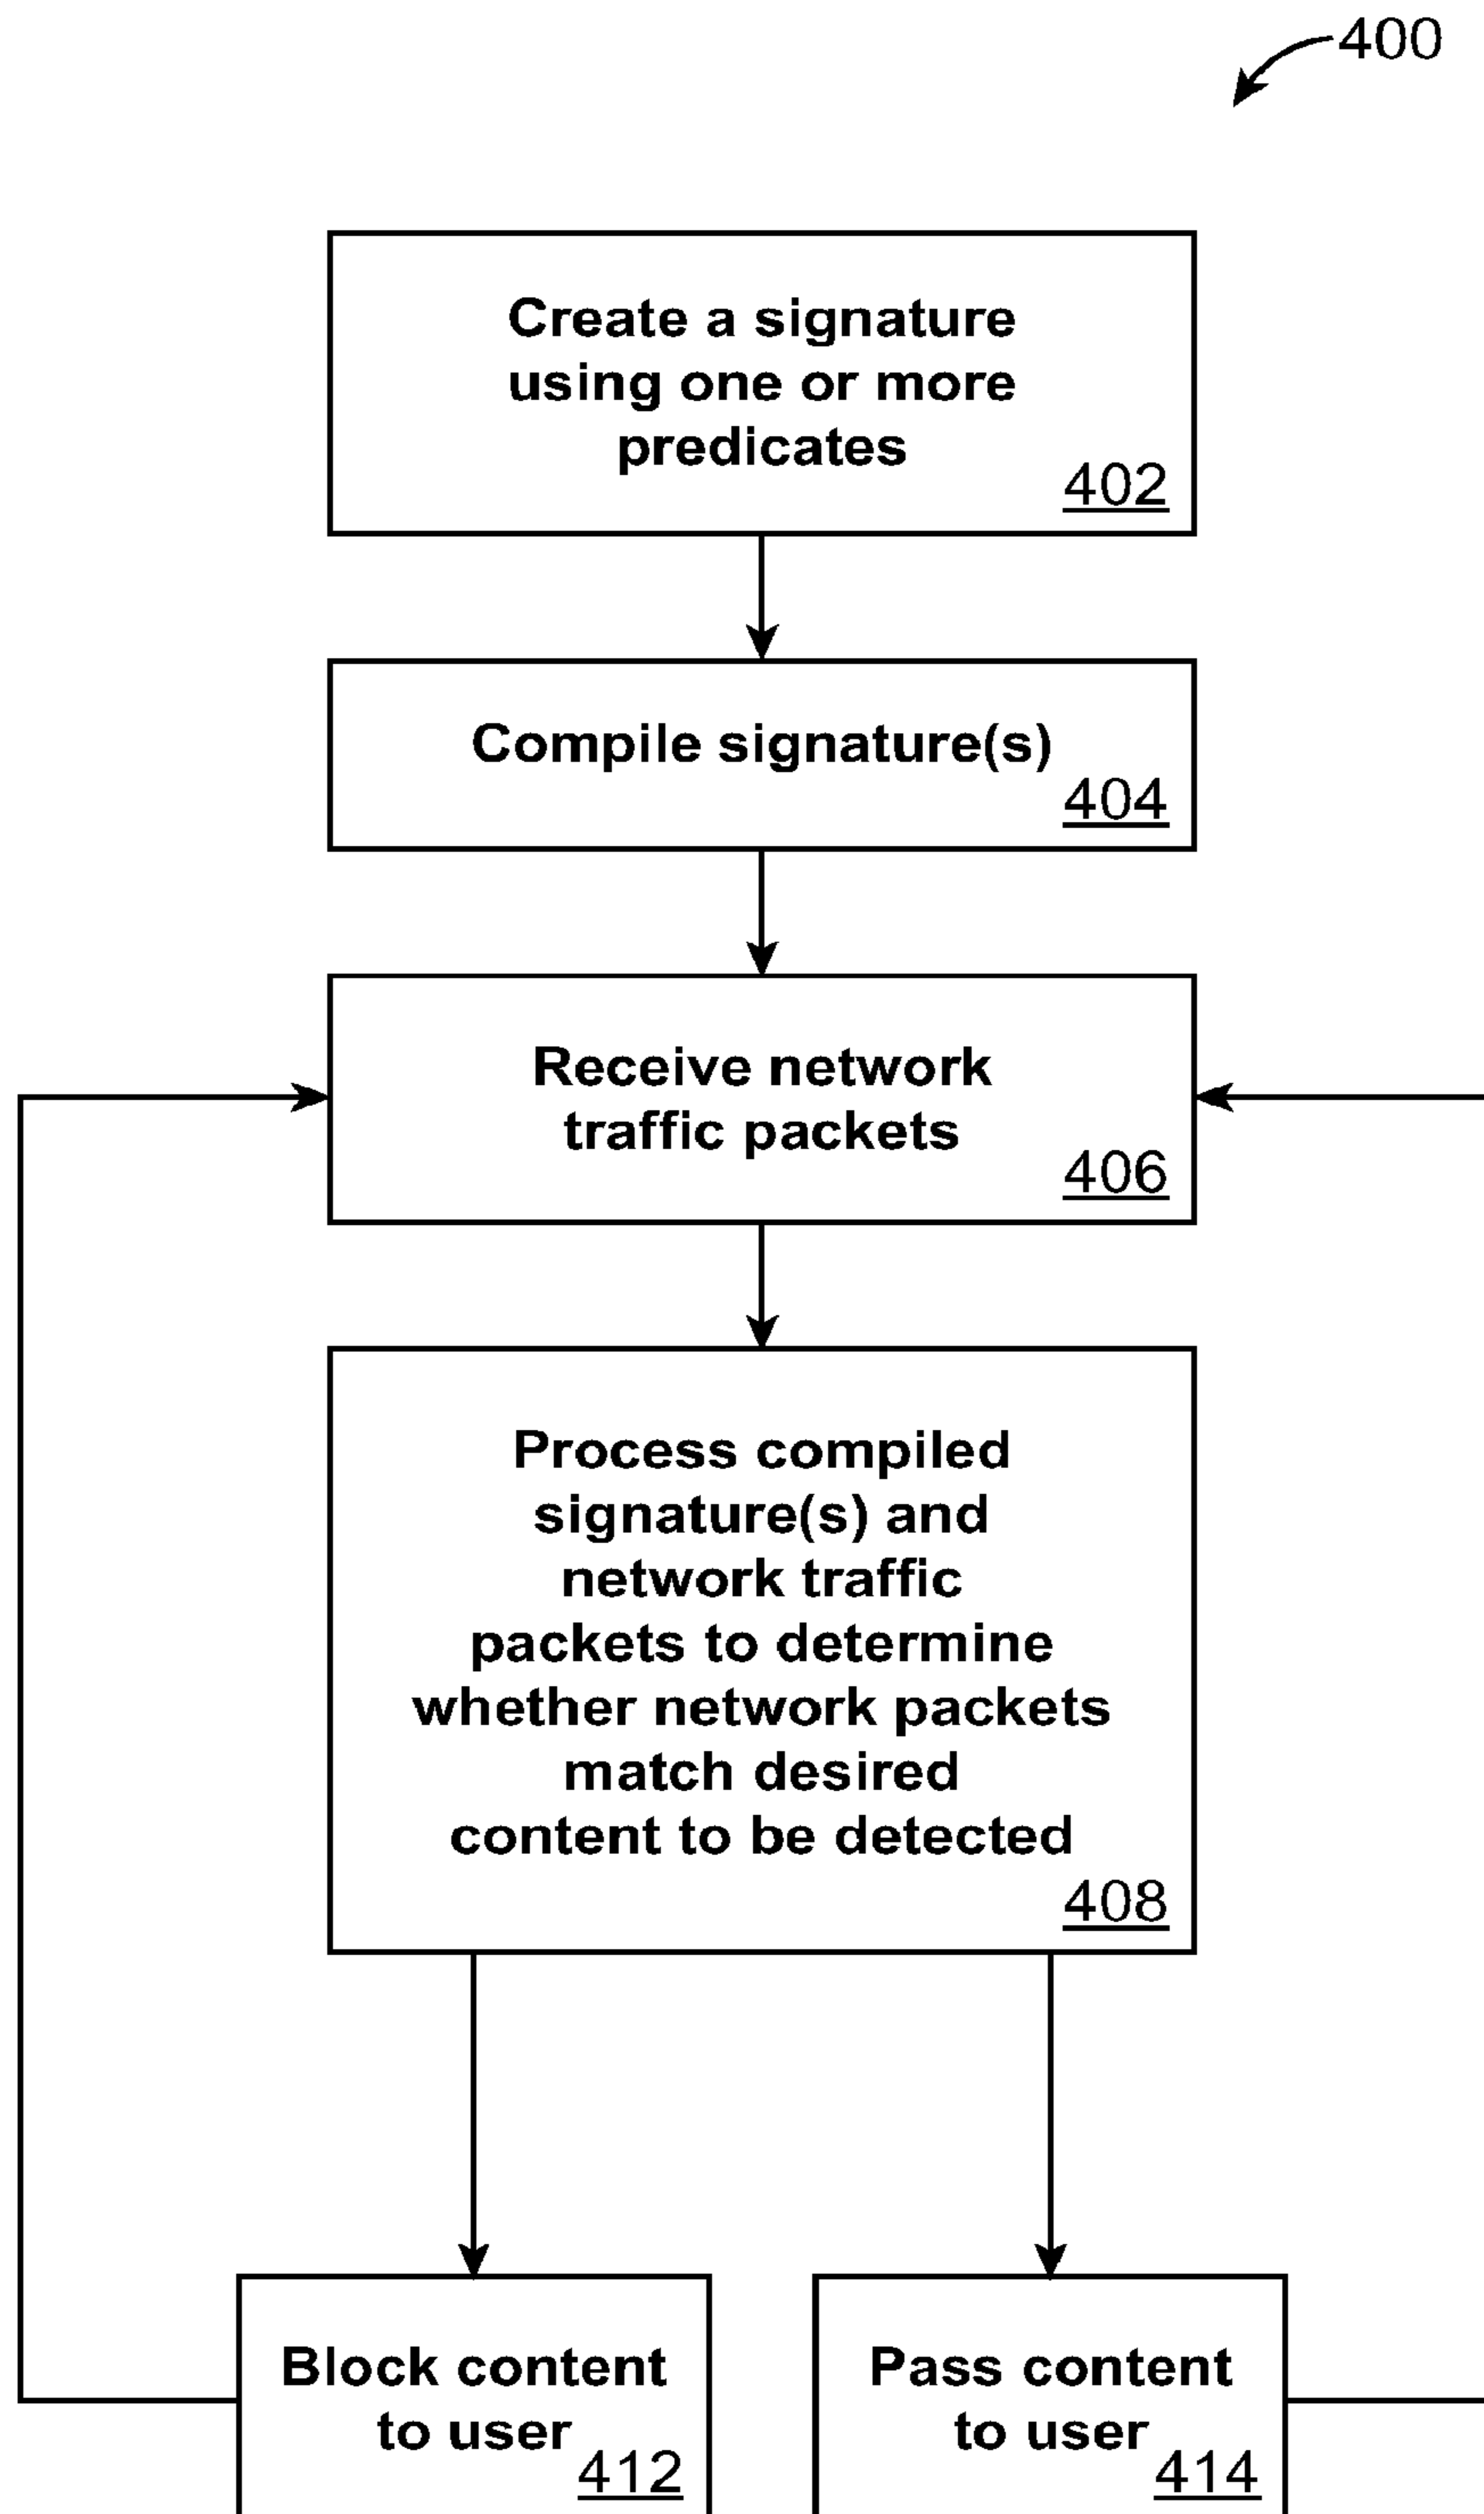 400
Create a signature
using one or more
predicates
402
Compile signature(s)
404
Receive network
traffic packets
406
Process compiled
signature(s) and
network traffic
packets to determine
whether network packets
match desired
content to be detected
408
Block content
to user
412
Pass content
to user
414